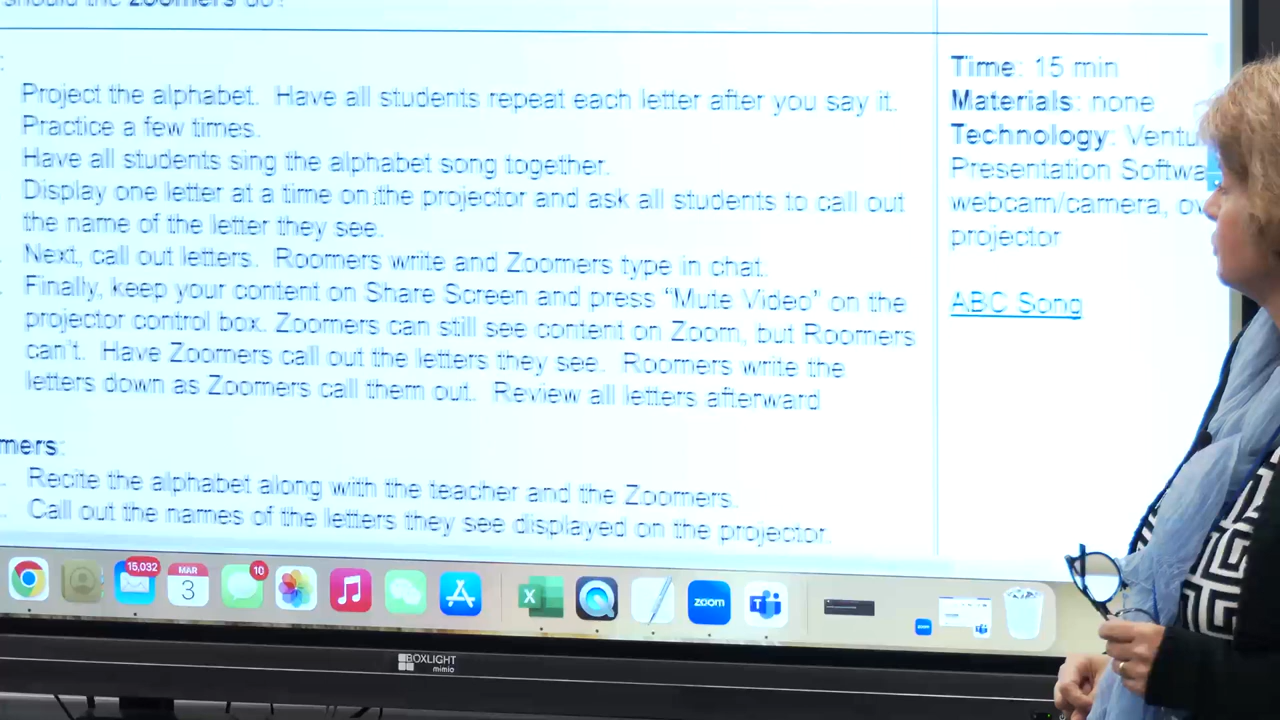 should the zoomers do?
:
Project the alphabet. Have all students repeat each letter after you say it.
Practice a few times.
Have all students sing the alphabet song together.
Display one letter at a time on the projector and ask all students to call out
the name of the letter they see.
Next, call out letters. Roomers write and Zoomers type in chat.
Finally, keep your content on Share Screen and press “Mute Video” on the
projector control box. Zoomers can still see content on Zoom, but Roomers
can't. Have Zoomers call out the letters they see. Roomers write the
letters down as Zoomers call them out. Review all letters afterward
mers:
Recite the alphabet along with the teacher and the Zoomers.
Call out the names of the letters they see displayed on the projector.
Time: 15 min
Materials: none
Technology: Ventu
Presentation Softwa
webcam/camera, ov
projector
ABC Song
15,032
MAR
3
10
zoom
BOXLIGHT
mimio